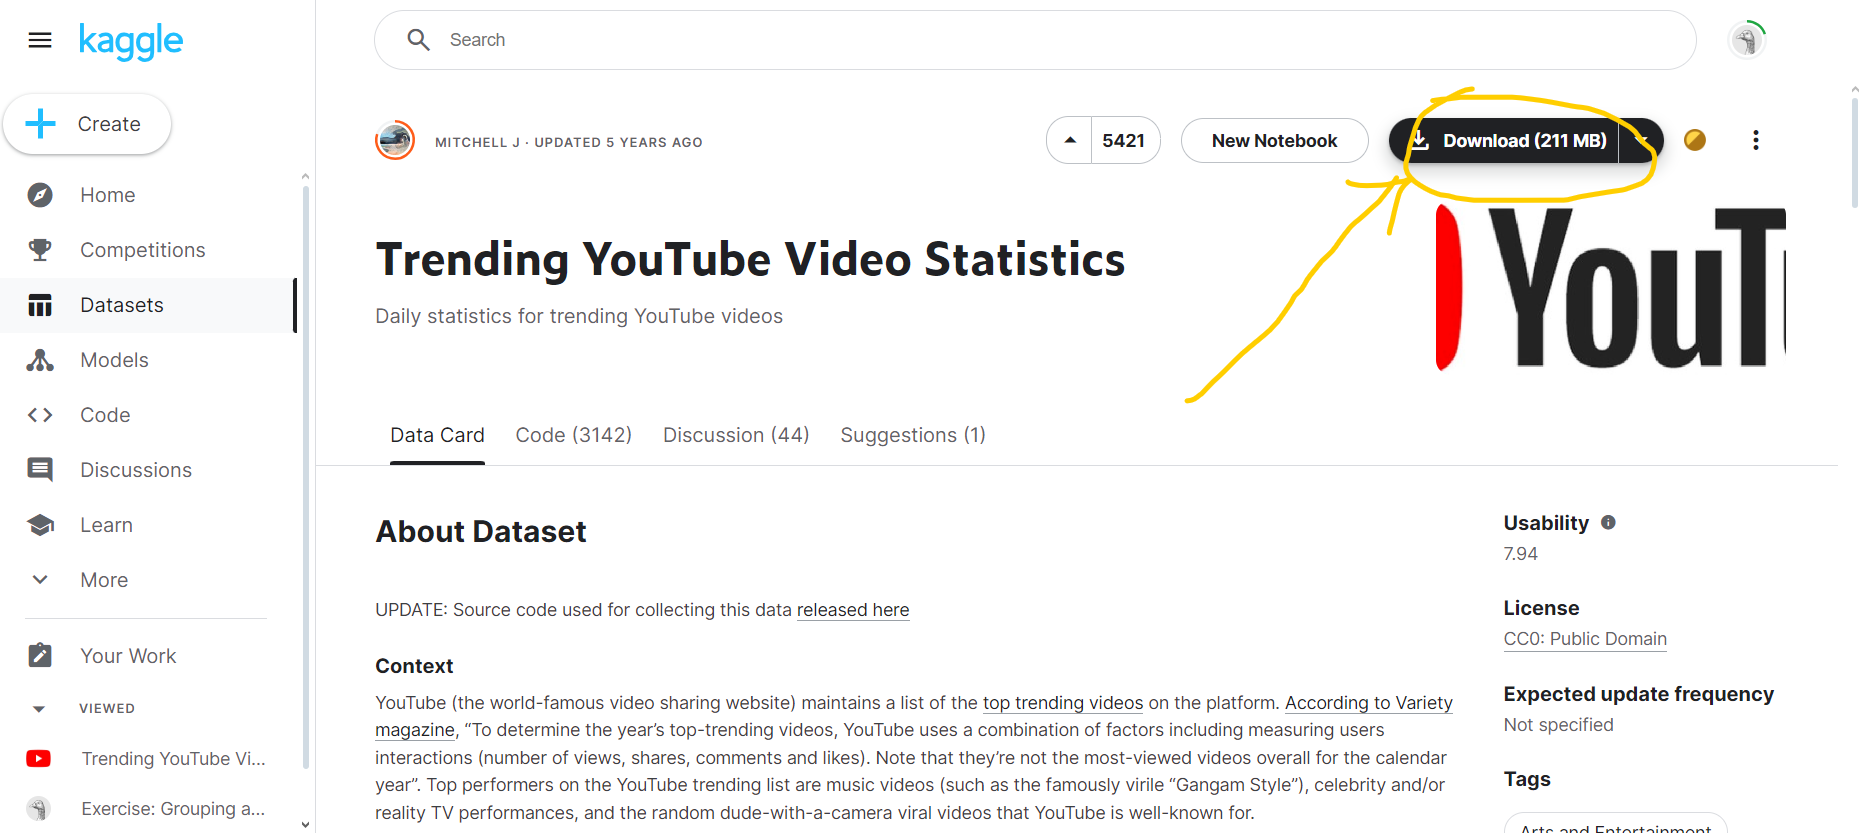 kaggle
Search
Create
Home
Competitions
Datasets
Models
Code
Discussions
Learn
More
Your Work
VIEWED
Trending YouTube Vi...
Exercise: Grouping a...
MITCHELL J · UPDATED 5 YEARS AGO
5421
New Notebook
Download (211 MB)
Trending YouTube Video Statistics
Daily statistics for trending YouTube videos
YouT
Data Card
Code (3142)
Discussion (44)
Suggestions (1)
About Dataset
UPDATE: Source code used for collecting this data released here
Context
YouTube (the world-famous video sharing website) maintains a list of the top trending videos on the platform. According to Variety
magazine, “To determine the year’s top-trending videos, YouTube uses a combination of factors including measuring users
interactions (number of views, shares, comments and likes). Note that they’re not the most-viewed videos overall for the calendar
year”. Top performers on the YouTube trending list are music videos (such as the famously virile “Gangam Style”), celebrity and/or
reality TV performances, and the random dude-with-a-camera viral videos that YouTube is well-known for.
Usability
7.94
License
CC0: Public Domain
Expected update frequency
Not specified
Tags
Arts and Entertainment